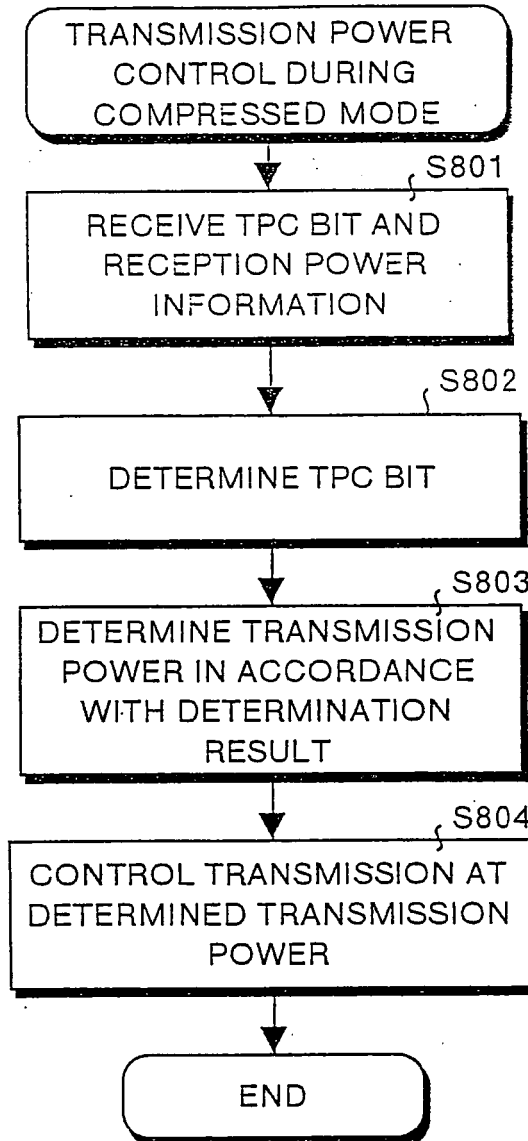 TRANSMISSION POWER
CONTROL DURING
COMPRESSED MODE
S801
RECEIVE TPC BIT AND
RECEPTION POWER
INFORMATION
S802
DETERMINE TPC BIT
S803
DETERMINE TRANSMISSION
POWER IN ACCORDANCE
WITH DETERMINATION
RESULT
S804
CONTROL TRANSMISSION AT
DETERMINED TRANSMISSION
POWER
END